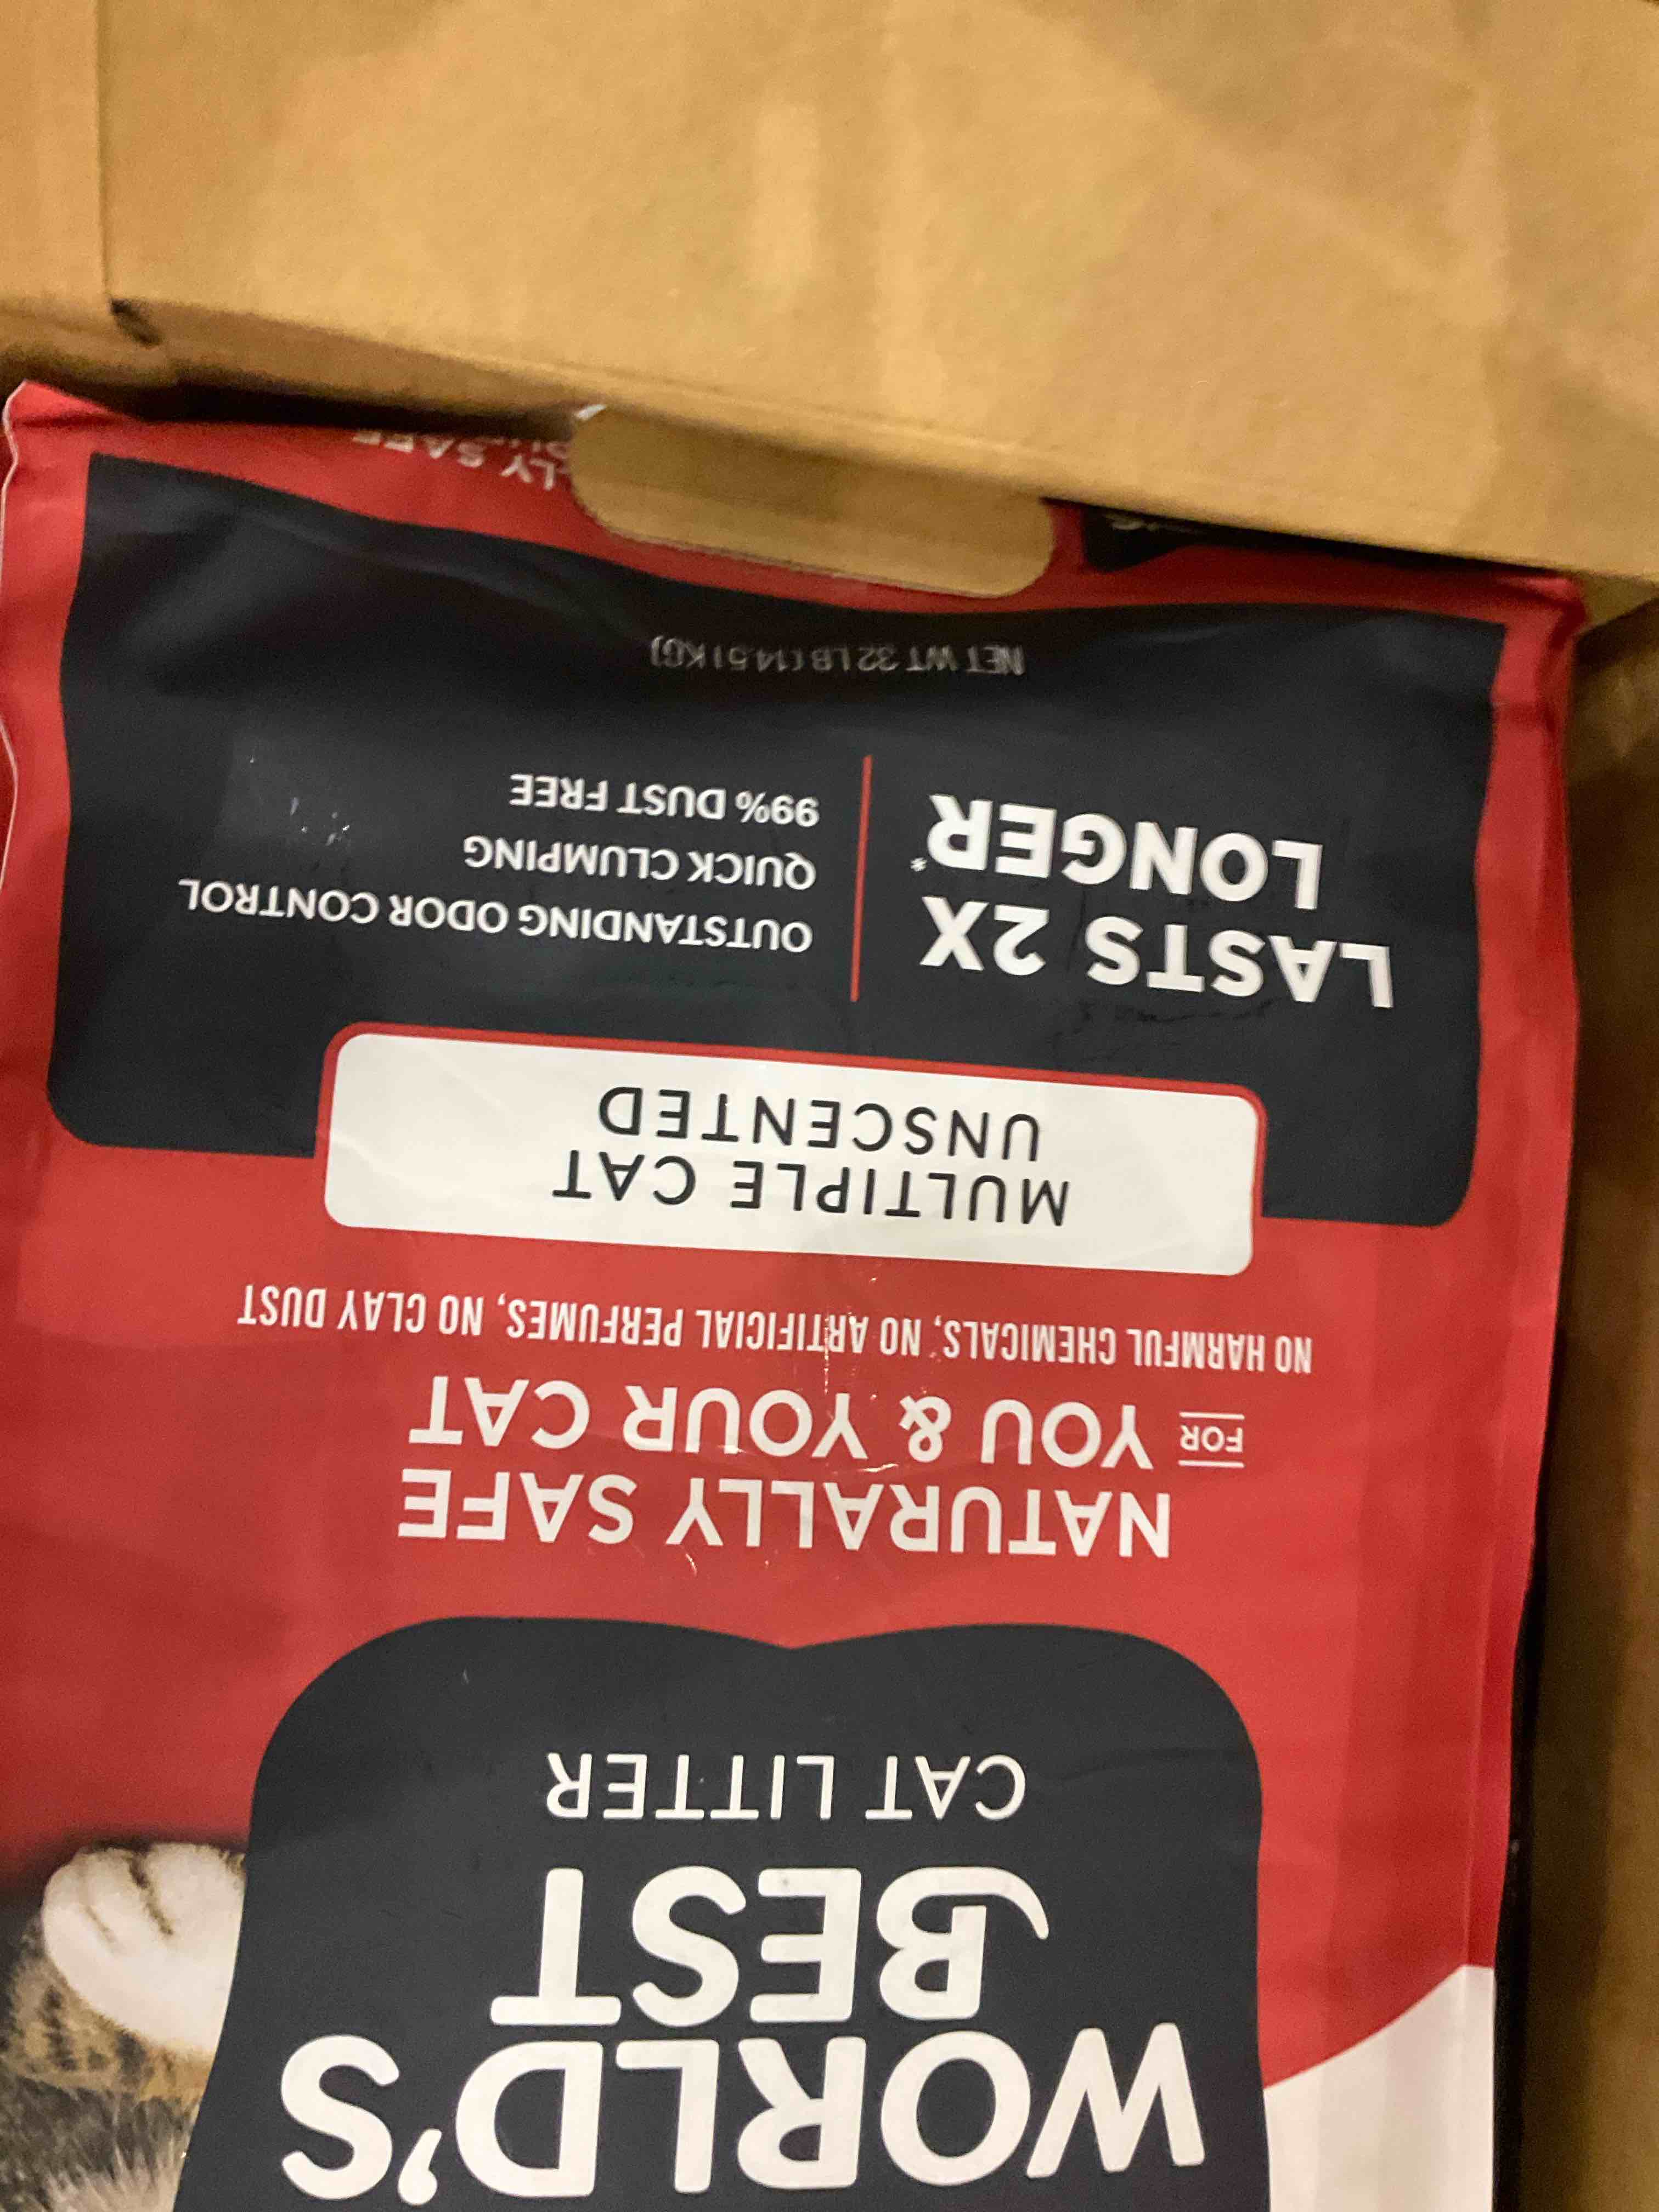 WORLD'S
BEST
CAT LITTER
NATURALLY SAFE
FOR YOU & YOUR CAT
NO HARMFUL CHEMICALS, NO ARTIFICIAL PERFUMES, NO CLAY DUST
MULTIPLE CAT
UNSCENTED
LASTS 2X
LONGER*
OUTSTANDING ODOR CONTROL
QUICK CLUMPING
99% DUST FREE
NET WT 32 LB (14.51 KG)
LY SAFE